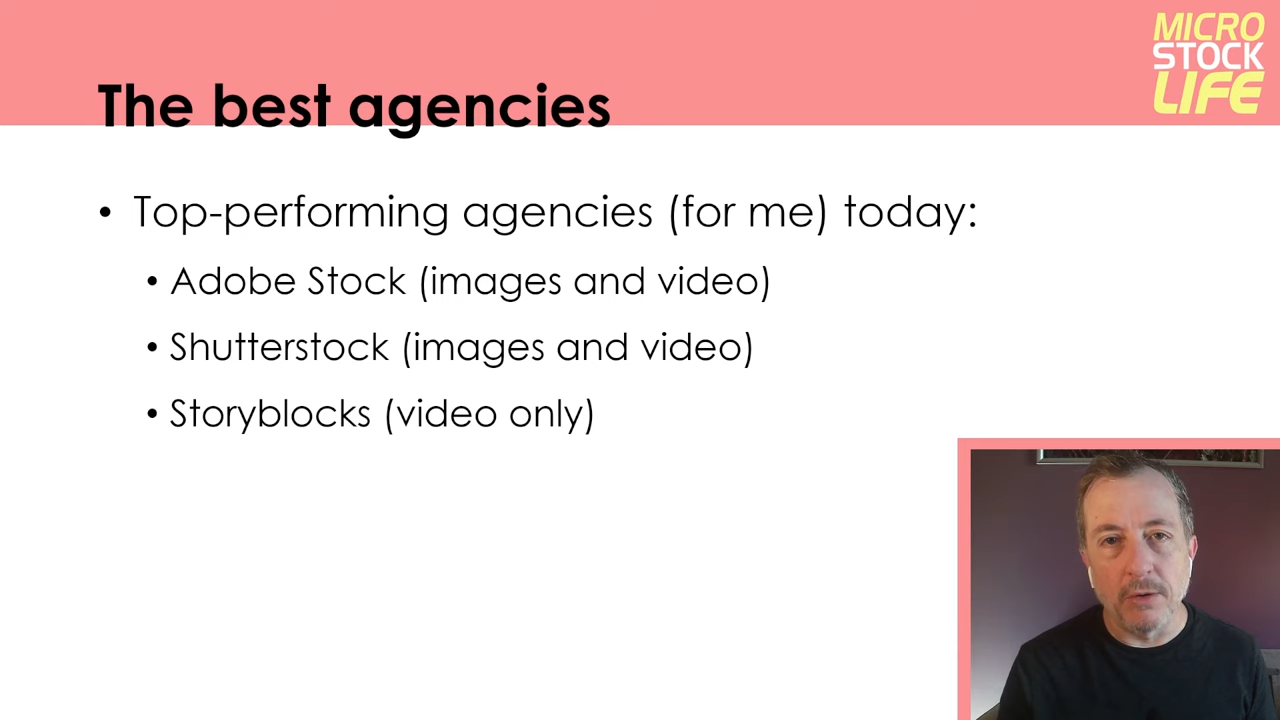 MICRO
STOCK
LIFE
The best agencies
• Top-performing agencies (for me) today:
• Adobe Stock (images and video)
• Shutterstock (images and video)
• Storyblocks (video only)